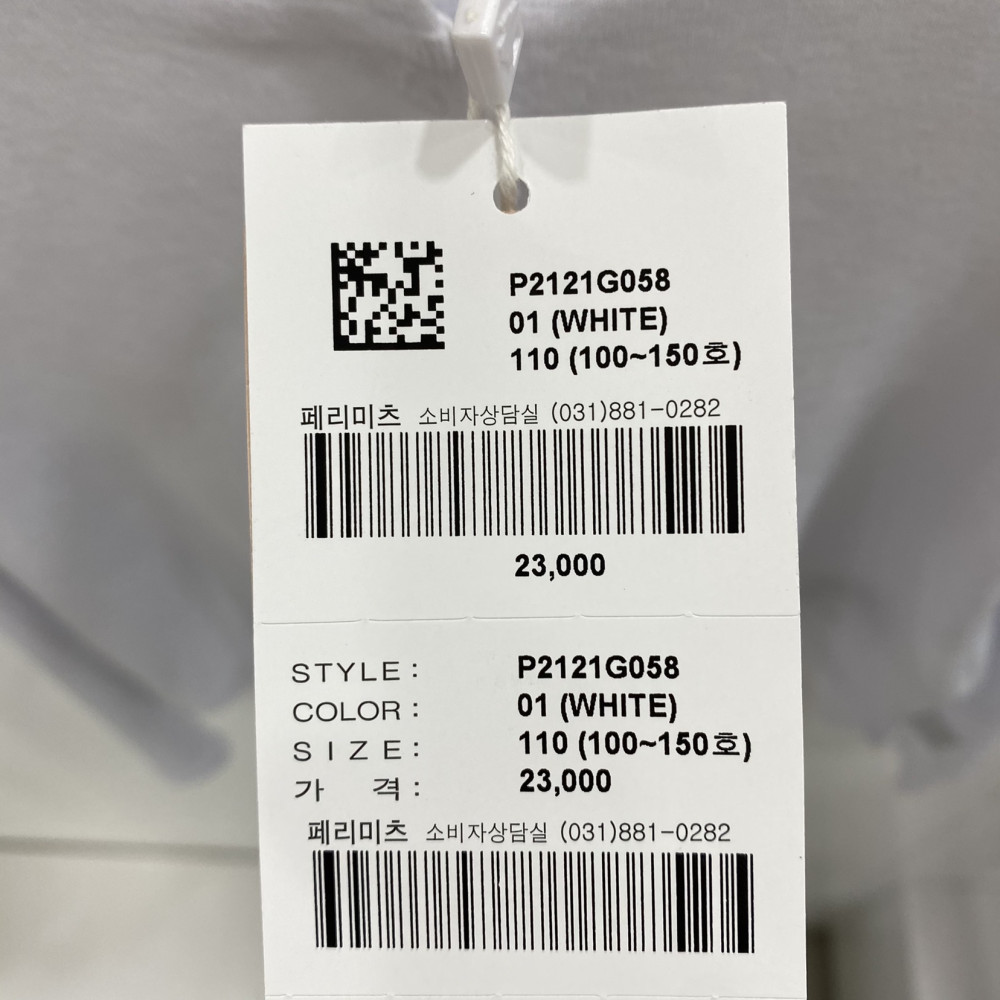 P2121G058
01 (WHITE)
110 (100~150호)
페리미츠 소비자상담실 (031)881-0282
23,000
STYLE : P2121G058
COLOR : 01 (WHITE)
SIZE : 110 (100~150호)
가 격 : 23,000
페리미츠 소비자상담실 (031)881-0282